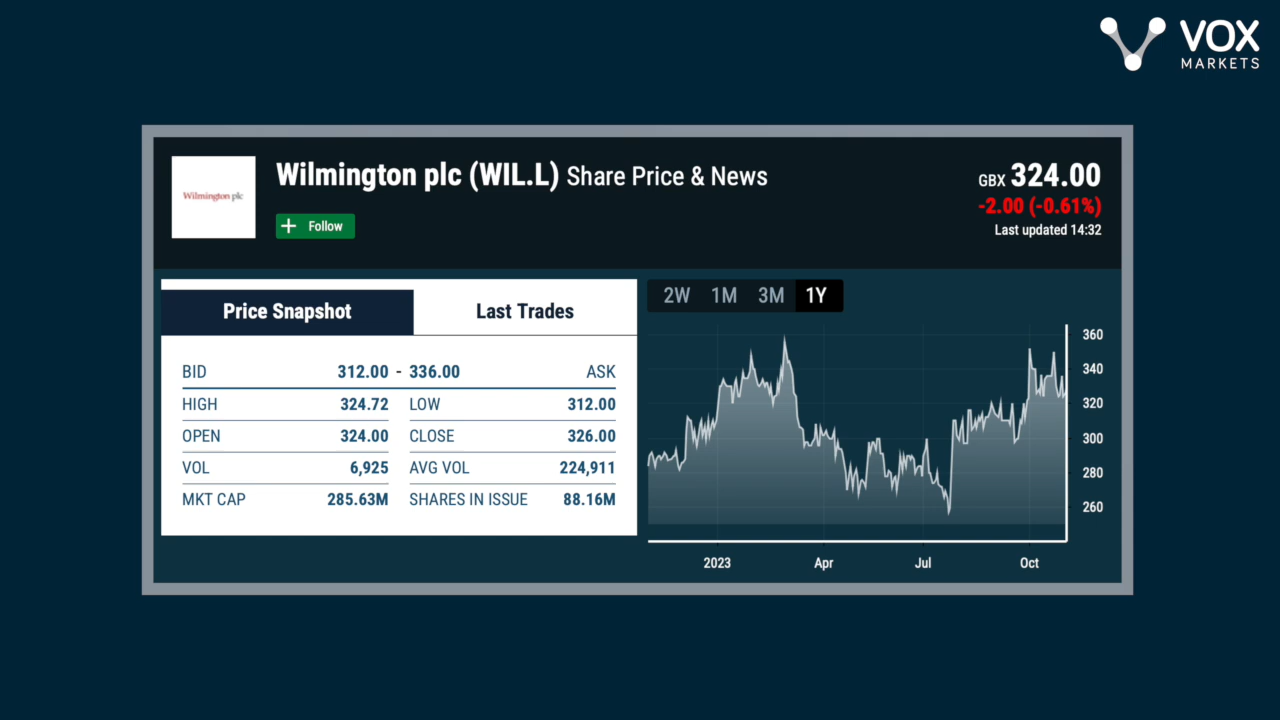 VOX
MARKETS
Wilmington plc
Wilmington plc (WIL.L) Share Price & News
+ Follow
GBX 324.00
-2.00 (-0.61%)
Last updated 14:32
Price Snapshot
Last Trades
BID 312.00 - 336.00 ASK
HIGH 324.72 LOW 312.00
OPEN 324.00 CLOSE 326.00
VOL 6,925 AVG VOL 224,911
MKT CAP 285.63M SHARES IN ISSUE 88.16M
2W 1M 3M 1Y
360
340
320
300
280
260
2023 Apr Jul Oct